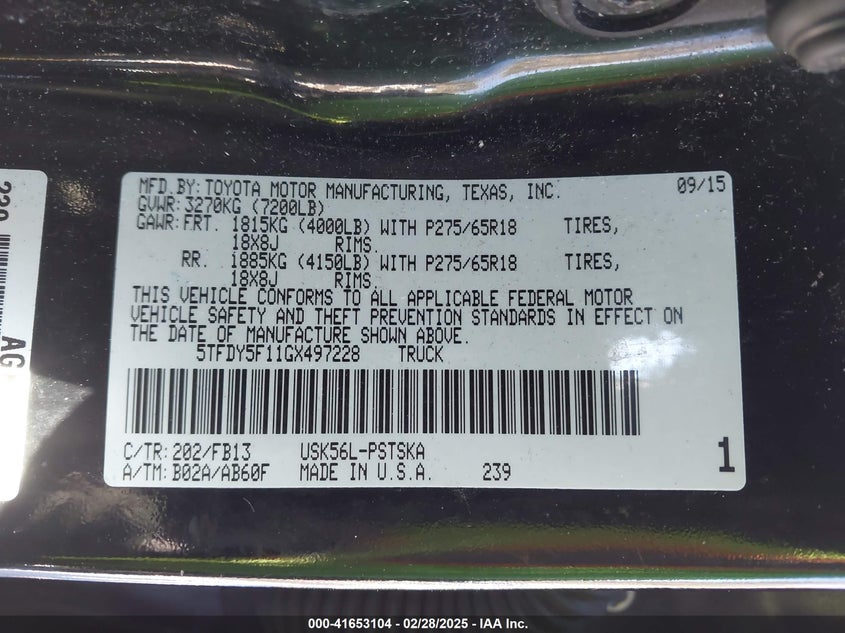 MFD.BY: TOYOTA MOTOR MANUFACTURING, TEXAS, INC. 09/15
GVWR: 3270KG (7200LB)
GAWR: FRT. 1815KG (4000LB) WITH P275/65R18 TIRES,
18X8J RIMS.
RR. 1885KG (4150LB) WITH P275/65R18 TIRES,
18X8J RIMS.
THIS VEHICLE CONFORMS TO ALL APPLICABLE FEDERAL MOTOR
VEHICLE SAFETY AND THEFT PREVENTION STANDARDS IN EFFECT ON
THE DATE OF MANUFACTURE SHOWN ABOVE.
5TFDY5F11GX497228 TRUCK
C/TR: 202/FB13 USK56L-PSTSKA
A/TM: B02A/AB60F MADE IN U.S.A. 239 1
AG
000-41653104 / 02/28/2025 / IAA Inc.